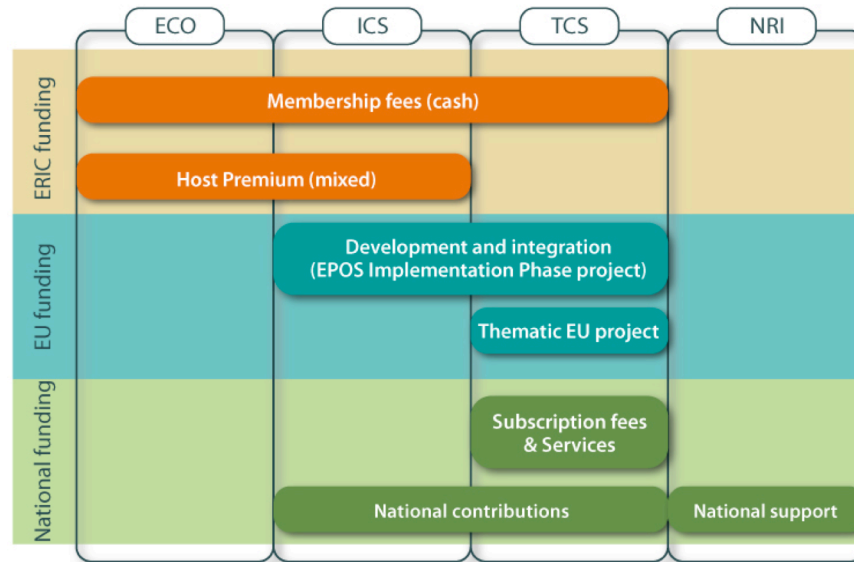 ECO
ICS
TCS
NRI
ERIC funding
Membership fees (cash)
Host Premium (mixed)
EU funding
Development and integration
(EPOS Implementation Phase project)
Thematic EU project
National funding
Subscription fees
& Services
National contributions
National support